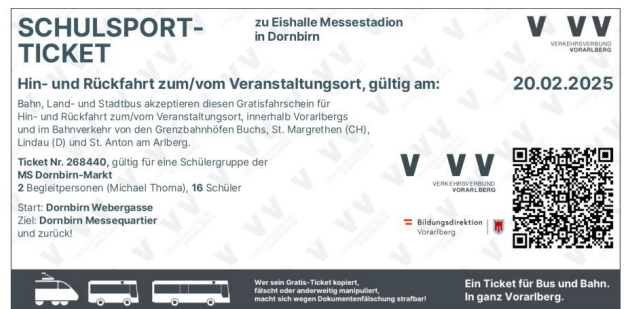 SCHULSPORT-
TICKET
zu Eishalle Messestadion
in Dornbirn
V VV
VERKEHRSVERBUND
VORARLBERG
Hin- und Rückfahrt zum/vom Veranstaltungsort, gültig am:
20.02.2025
Bahn, Land- und Stadtbus akzeptieren diesen Gratisfahrschein für
Hin- und Rückfahrt zum/vom Veranstaltungsort, innerhalb Vorarlbergs
und im Bahnverkehr von den Grenzbahnhöfen Buchs, St. Margrethen (CH),
Lindau (D) und St. Anton am Arlberg.
Ticket Nr. 268440, gültig für eine Schülergruppe der
MS Dornbirn-Markt
2 Begleitpersonen (Michael Thoma), 16 Schüler
V VV
VERKEHRSVERBUND
VORARLBERG
Start: Dornbirn Webergasse
Ziel: Dornbirn Messequartier
und zurück!
Bildungsdirektion
Vorarlberg
Wer sein Gratis-Ticket kopiert,
fälscht oder anderweitig manipuliert,
macht sich wegen Dokumentenfälschung strafbar!
Ein Ticket für Bus und Bahn.
In ganz Vorarlberg.